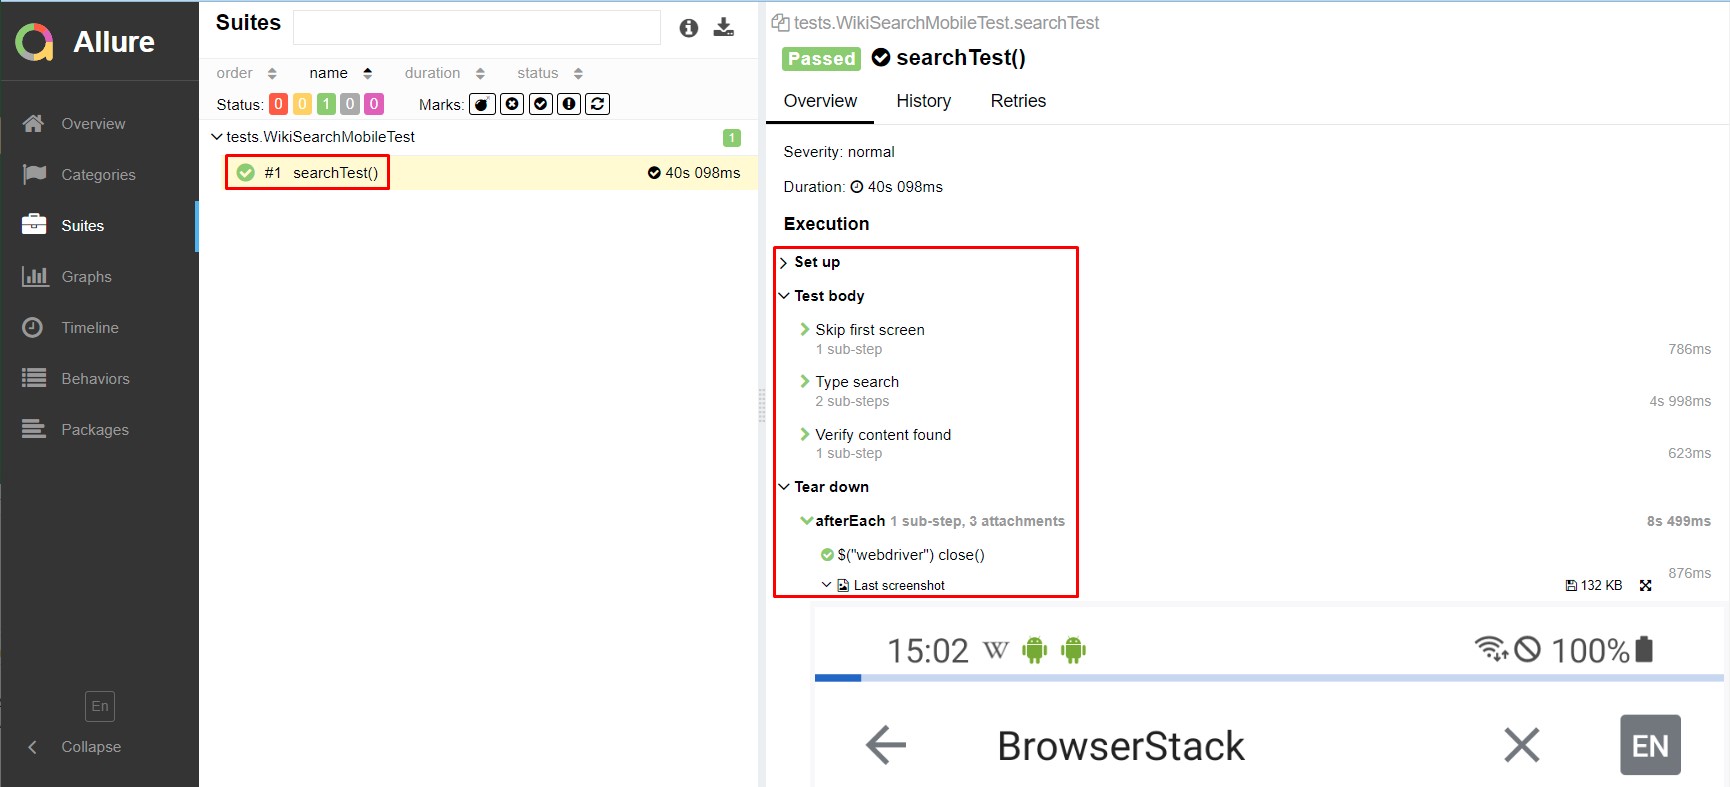 Allure
Overview
Categories
Suites
Graphs
Timeline
Behaviors
Packages
En
Collapse
Suites
order name duration status
Status: 0 0 1 0 0 Marks:
tests.WikiSearchMobileTest 1
#1 searchTest() 40s 098ms
tests.WikiSearchMobileTest.searchTest
Passed searchTest()
Overview History Retries
Severity: normal
Duration: 40s 098ms
Execution
Set up
Test body
Skip first screen
1 sub-step 786ms
Type search
2 sub-steps 4s 998ms
Verify content found
1 sub-step 623ms
Tear down
afterEach 1 sub-step, 3 attachments 8s 499ms
$("webdriver") close()
876ms
Last screenshot 132 KB
15:02 W 100%
BrowserStack EN